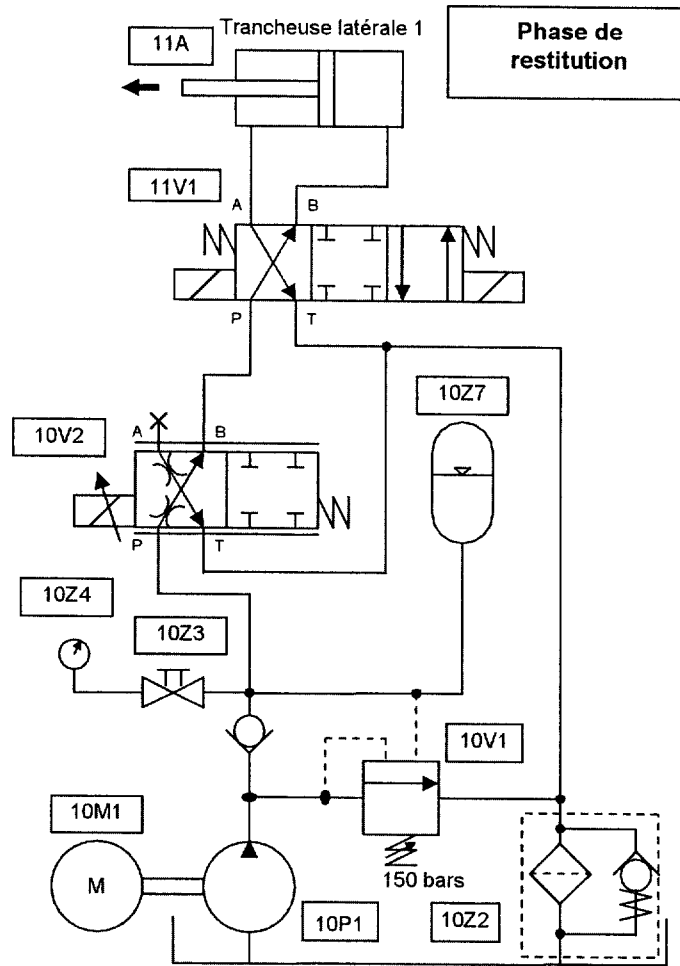 Trancheuse latérale 1
Phase de
restitution
11A
11V1
A
B
P
T
10Z7
10V2
A
B
P
T
10Z4
10Z3
10V1
10M1
M
150 bars
10P1
10Z2